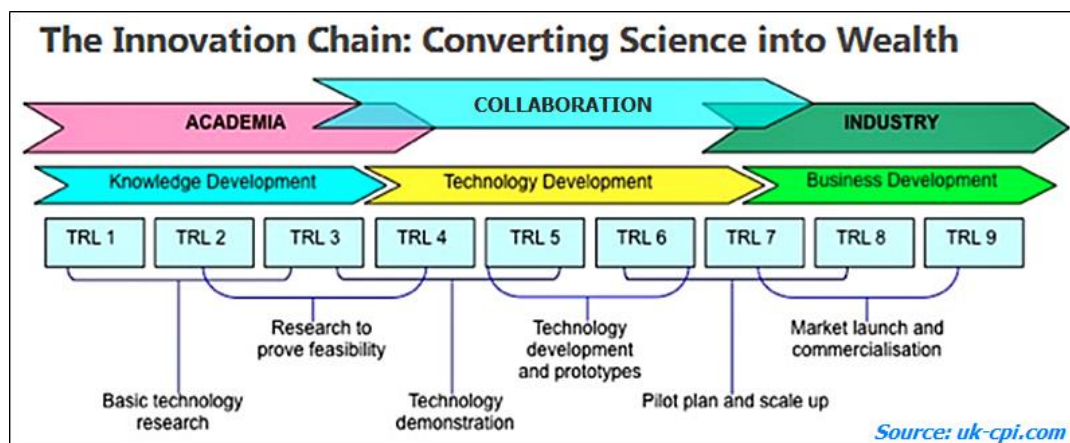 The Innovation Chain: Converting Science into Wealth
COLLABORATION
ACADEMIA
INDUSTRY
Knowledge Development
Technology Development
Business Development
TRL 1
TRL 2
TRL 3
TRL 4
TRL 5
TRL 6
TRL 7
TRL 8
TRL 9
Research to
prove feasibility
Technology
development
and prototypes
Market launch and
commercialisation
Basic technology
research
Technology
demonstration
Pilot plan and scale up
Source: uk-cpi.com